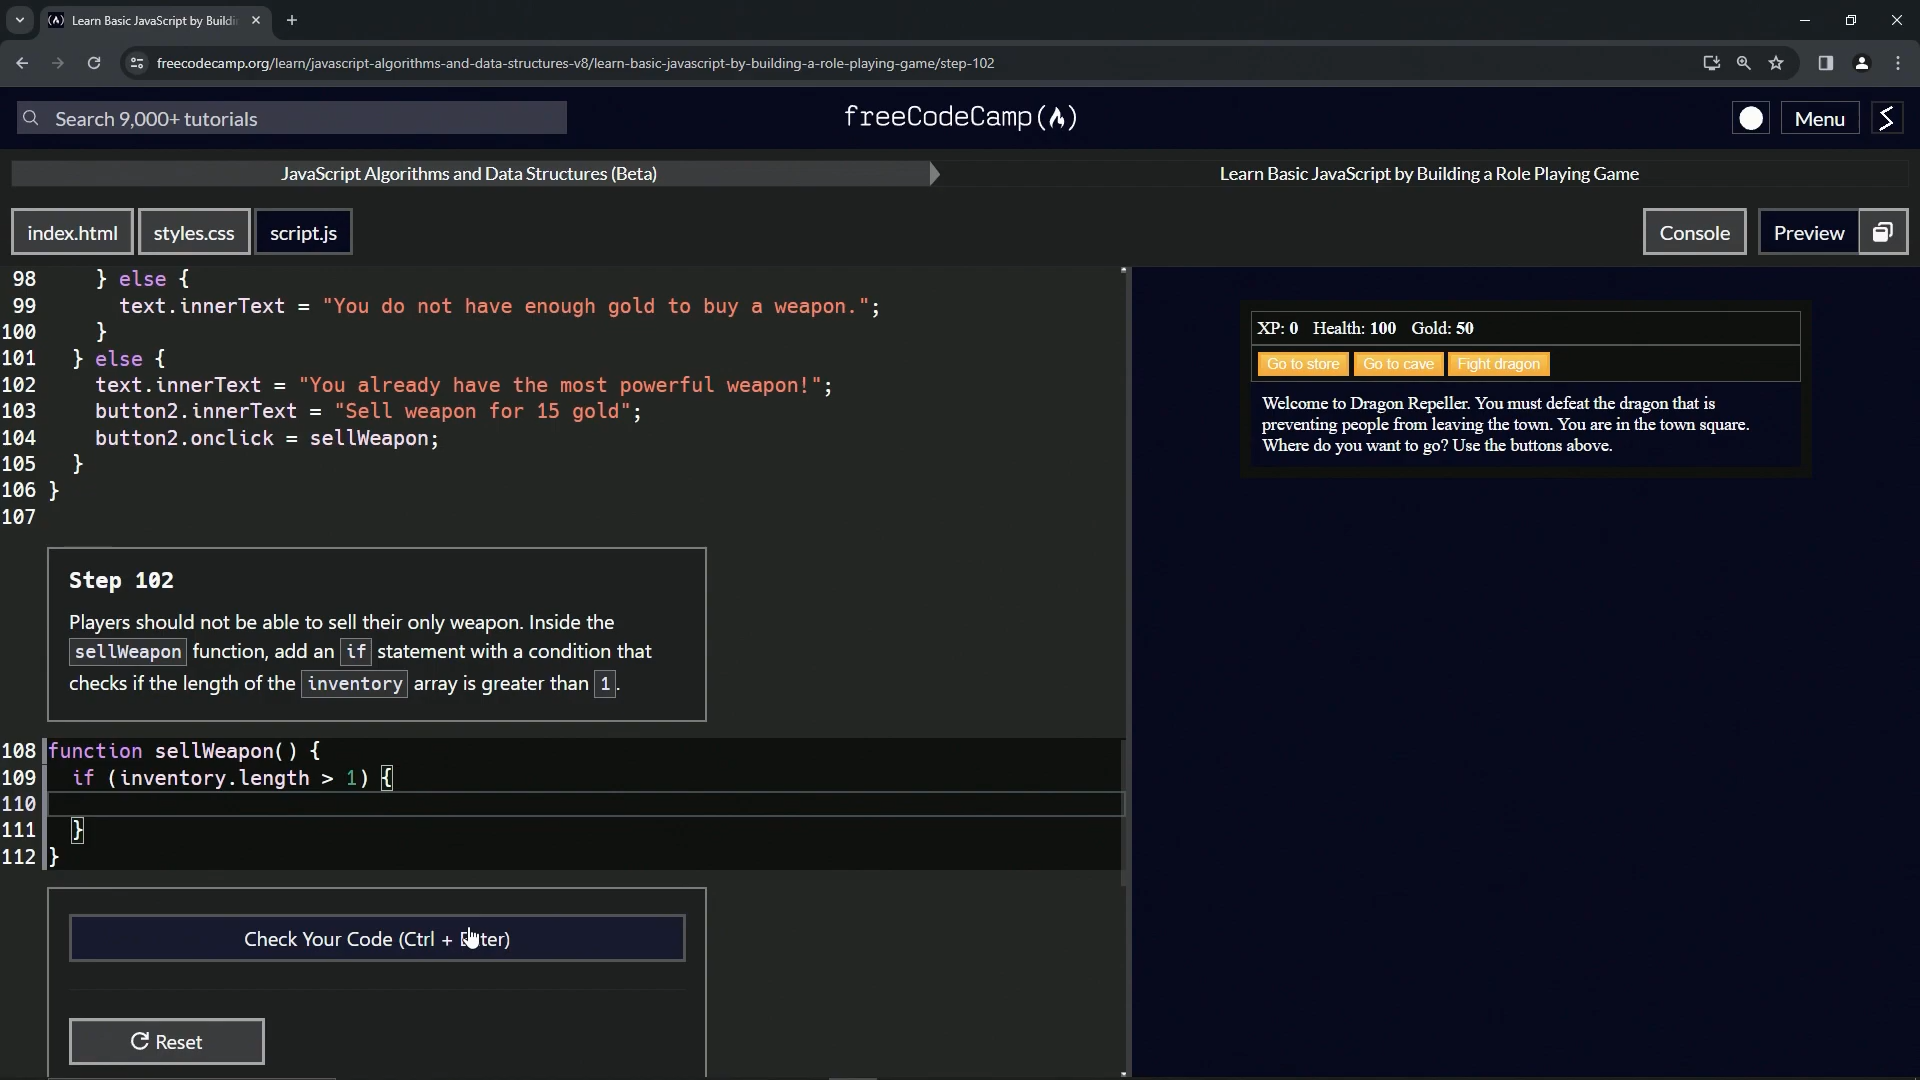 Learn Basic JavaScript by Buildin
freecodecamp.org/learn/javascript-algorithms-and-data-structures-v8/learn-basic-javascript-by-building-a-role-playing-game/step-102
Search 9,000+ tutorials
freeCodeCamp(🔥)
Menu
JavaScript Algorithms and Data Structures (Beta)
Learn Basic JavaScript by Building a Role Playing Game
index.html
styles.css
script.js
Console
Preview
98     } else {
99       text.innerText = "You do not have enough gold to buy a weapon.";
100     }
101   } else {
102     text.innerText = "You already have the most powerful weapon!";
103     button2.innerText = "Sell weapon for 15 gold";
104     button2.onclick = sellWeapon;
105   }
106 }
107
Step 102
Players should not be able to sell their only weapon. Inside the
sellWeapon function, add an if statement with a condition that
checks if the length of the inventory array is greater than 1.
108 function sellWeapon() {
109   if (inventory.length > 1) {
110
111   }
112 }
Check Your Code (Ctrl + Enter)
Reset
XP: 0 Health: 100 Gold: 50
Go to store
Go to cave
Fight dragon
Welcome to Dragon Repeller. You must defeat the dragon that is
preventing people from leaving the town. You are in the town square.
Where do you want to go? Use the buttons above.